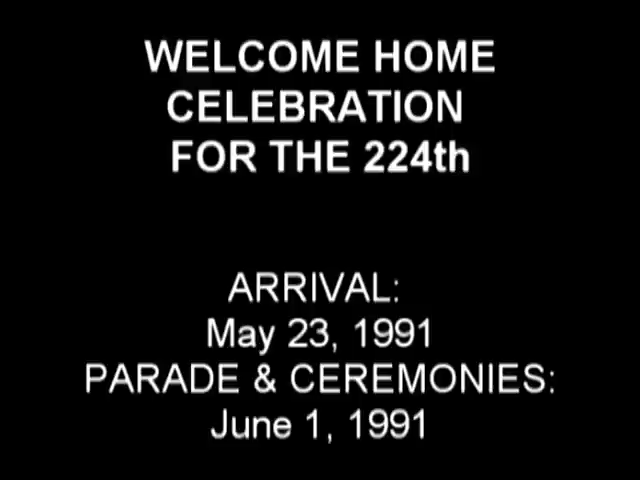 WELCOME HOME
CELEBRATION
FOR THE 224th
ARRIVAL:
May 23, 1991
PARADE & CEREMONIES:
June 1, 1991